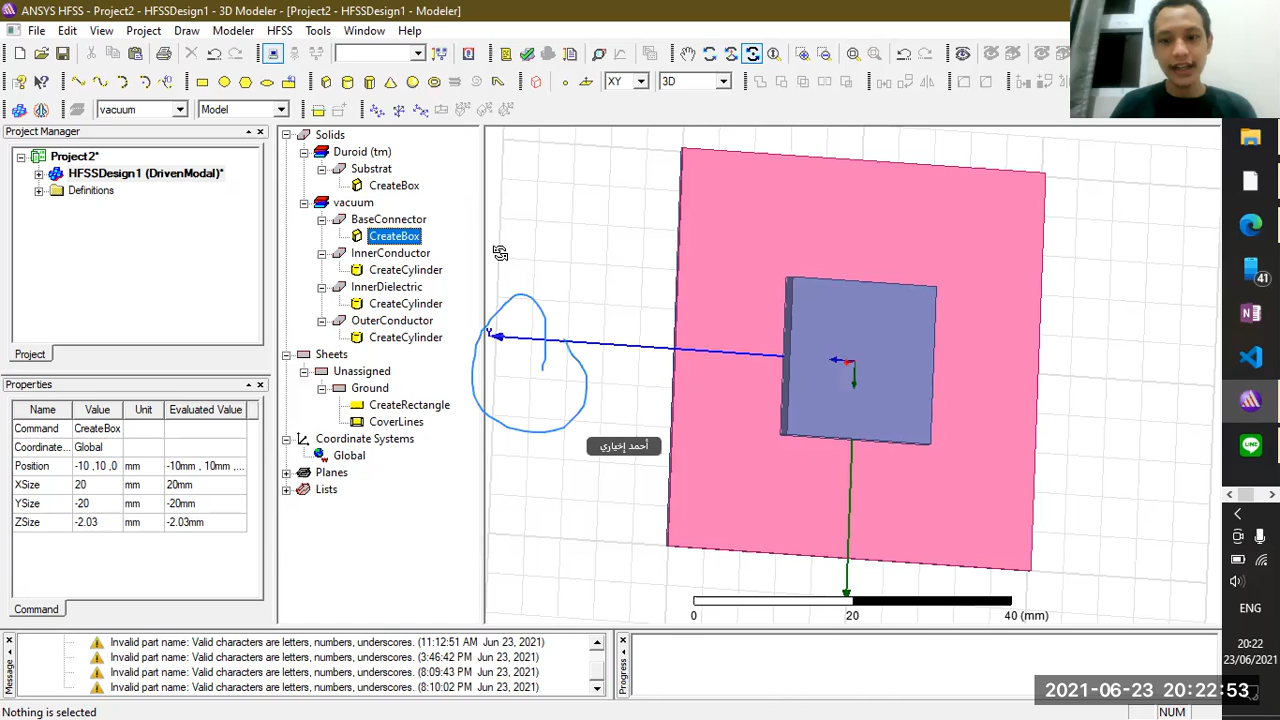 ANSYS HFSS - Project2 - HFSSDesign1 - 3D Modeler - [Project2 - HFSSDesign1 - Modeler]
File Edit View Project Draw Modeler HFSS Tools Window Help
XY 3D
vacuum Model
Project Manager
Project2*
HFSSDesign1 (DrivenModal)*
Definitions
Project
Properties
Name Value Unit Evaluated Value
Command CreateBox
Coordinate... Global
Position -10 ,10 ,0 mm -10mm , 10mm ,...
XSize 20 mm 20mm
YSize -20 mm -20mm
ZSize -2.03 mm -2.03mm
Command
Solids
Duroid (tm)
Substrat
CreateBox
vacuum
BaseConnector
CreateBox
InnerConductor
CreateCylinder
InnerDielectric
CreateCylinder
OuterConductor
CreateCylinder
Sheets
Unassigned
Ground
CreateRectangle
CoverLines
Coordinate Systems
Global
Planes
Lists
Y
أحمد إخباري
0 20 40 (mm)
Message
Invalid part name: Valid characters are letters, numbers, underscores. (11:12:51 AM Jun 23, 2021)
Invalid part name: Valid characters are letters, numbers, underscores. (3:46:42 PM Jun 23, 2021)
Invalid part name: Valid characters are letters, numbers, underscores. (8:09:43 PM Jun 23, 2021)
Invalid part name: Valid characters are letters, numbers, underscores. (8:10:02 PM Jun 23, 2021)
Progress
Nothing is selected
NUM
41
LINE
ENG
20:22
23/06/2021
2021-06-23 20:22:53